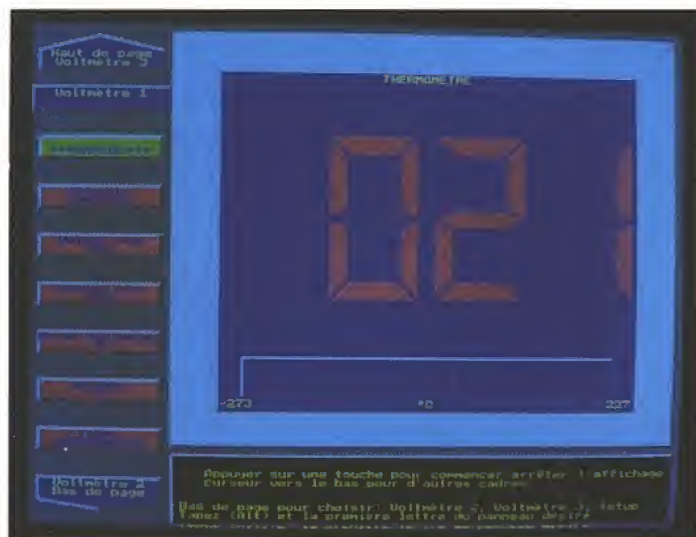 Haut de page
Voltmètre 3
Voltmètre 1
THERMOMETRE
02
-273 °C 227
Voltmètre 2
Bas de page
Appuyer sur une touche pour commencer arrêter l'affichage
Curseur vers le bas pour d'autres cadres
Bas de page pour choisir: Voltmètre 2, Voltmètre 3, Setup
Tapez (Alt) et la première lettre du panneau désiré